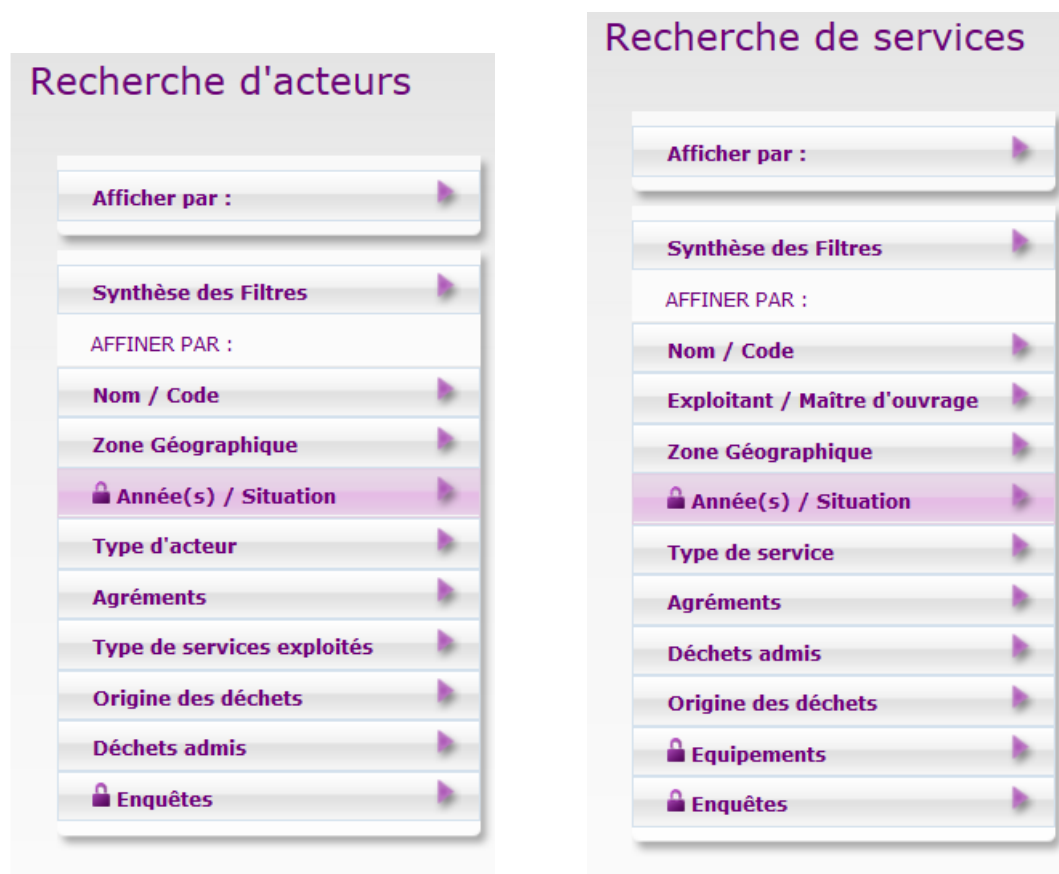 Recherche d'acteurs
Afficher par :
Synthèse des Filtres
AFFINER PAR :
Nom / Code
Zone Géographique
Année(s) / Situation
Type d'acteur
Agréments
Type de services exploités
Origine des déchets
Déchets admis
Enquêtes
Recherche de services
Afficher par :
Synthèse des Filtres
AFFINER PAR :
Nom / Code
Exploitant / Maître d'ouvrage
Zone Géographique
Année(s) / Situation
Type de service
Agréments
Déchets admis
Origine des déchets
Equipements
Enquêtes